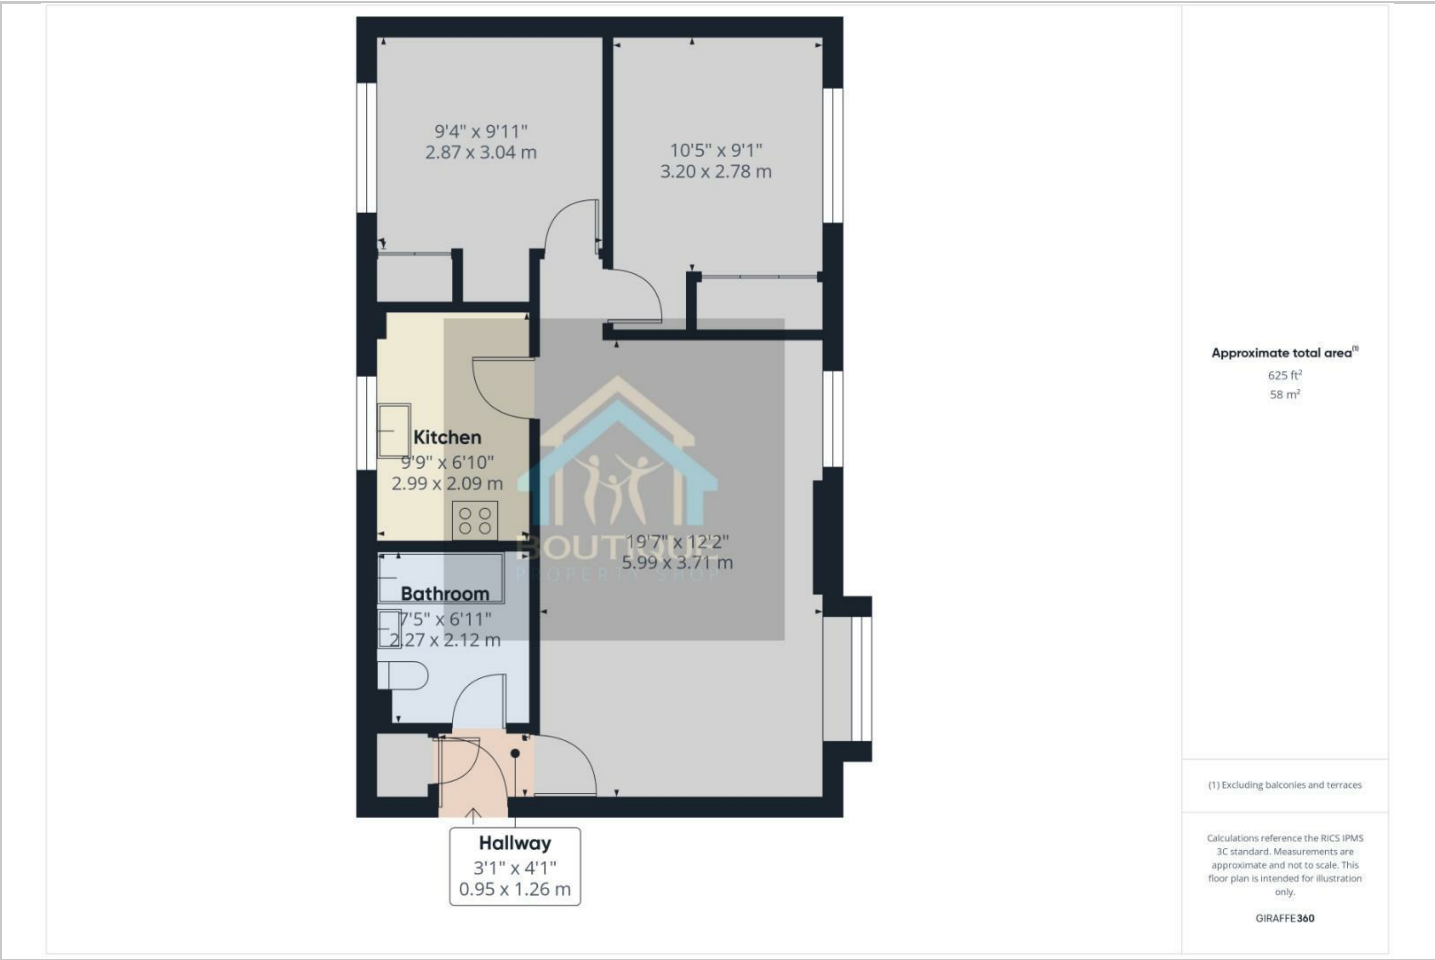 9'4" x 9'11"
2.87 x 3.04 m
10'5" x 9'1"
3.20 x 2.78 m
Kitchen
9'9" x 6'10"
2.99 x 2.09 m
19'7" x 12'2"
5.99 x 3.71 m
BOUTIQUE
PROPERTY SHOP
Bathroom
7'5" x 6'11"
2.27 x 2.12 m
Hallway
3'1" x 4'1"
0.95 x 1.26 m
Approximate total area⁽¹⁾
625 ft²
58 m²
(1) Excluding balconies and terraces
Calculations reference the RICS IPMS
3C standard. Measurements are
approximate and not to scale. This
floor plan is intended for illustration
only.
GIRAFFE360